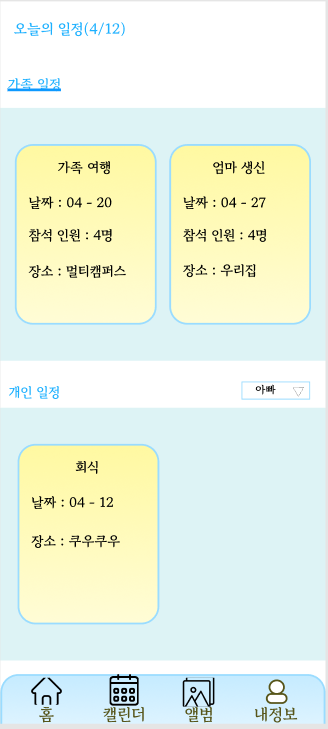 오늘의 일정(4/12)
가족 일정
가족 여행
날짜 : 04 - 20
참석 인원 : 4명
장소 : 멀티캠퍼스
엄마 생신
날짜 : 04 - 27
참석 인원 : 4명
장소 : 우리집
개인 일정
아빠
회식
날짜 : 04 - 12
장소 : 쿠우쿠우
홈
캘린더
앨범
내정보